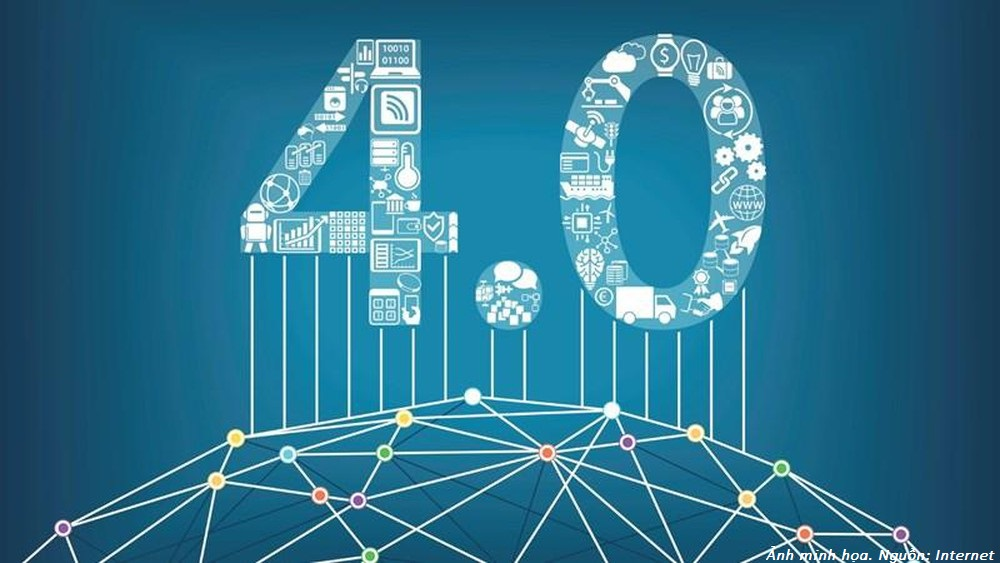 4.0
10010
01100
$
WWW
€
Ảnh minh họa. Nguồn: Internet